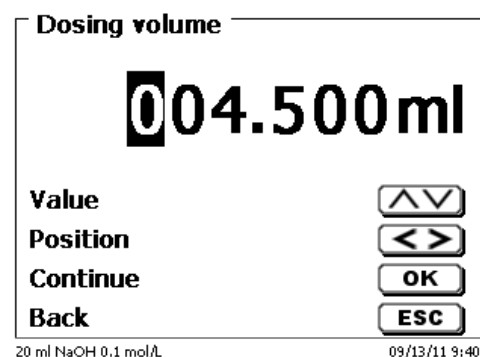 Dosing volume
004.500ml
Value
Position < >
Continue OK
Back ESC
20 ml NaOH 0.1 mol/L 09/13/11 9:40